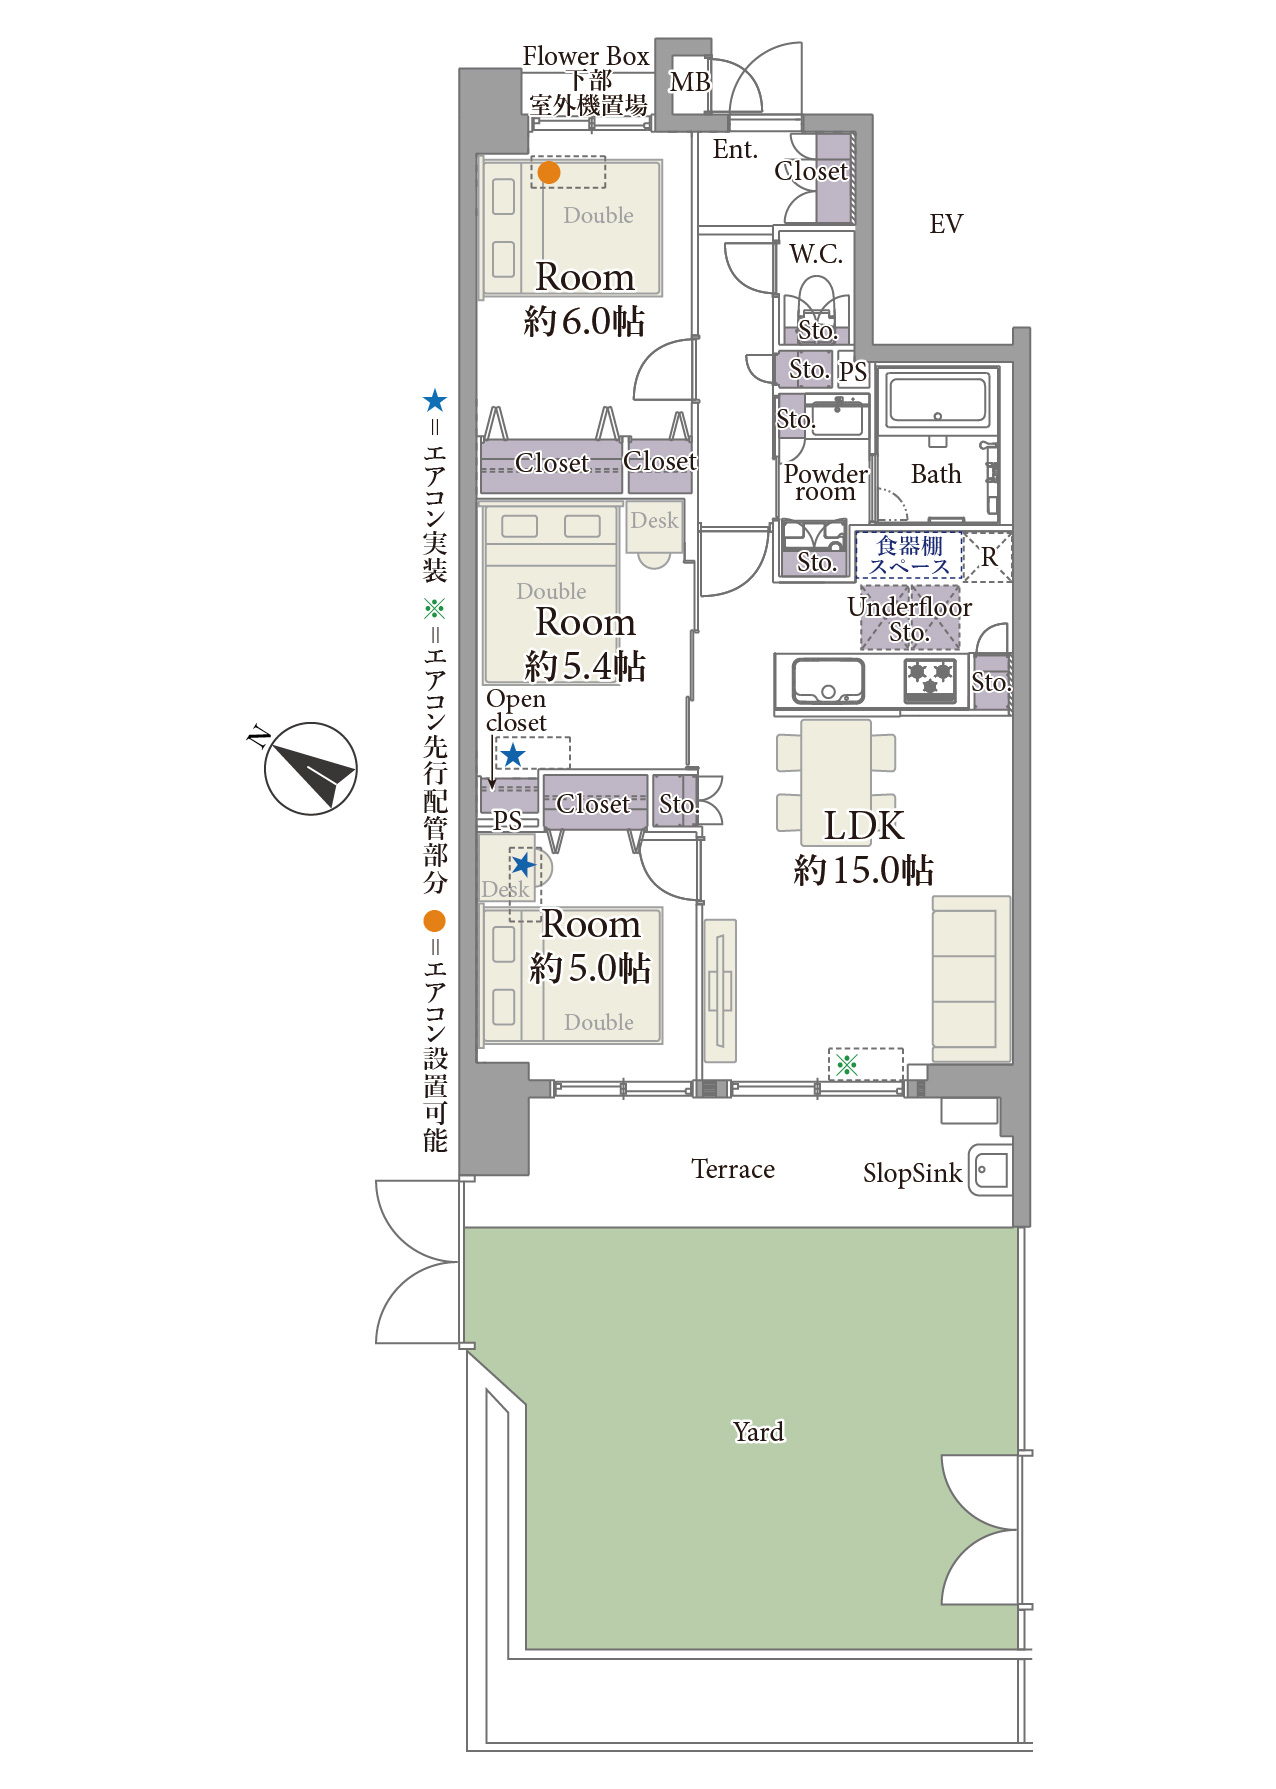 Flower Box
下部
室外機置場
MB
Ent.
Closet
EV
W.C.
Double
Room
約6.0帖
Sto.
Sto.
PS
Sto.
Closet
Closet
Powder
room
Bath
Desk
Double
Room
約5.4帖
Sto.
食器棚
スペース
R
Underfloor
Sto.
Sto.
Open
closet
★=エアコン実装 ※=エアコン先行配管部分 ●=エアコン設置可能
N
★
PS
Closet
Sto.
LDK
約15.0帖
★
Desk
Room
約5.0帖
Double
※
Terrace
SlopSink
Yard